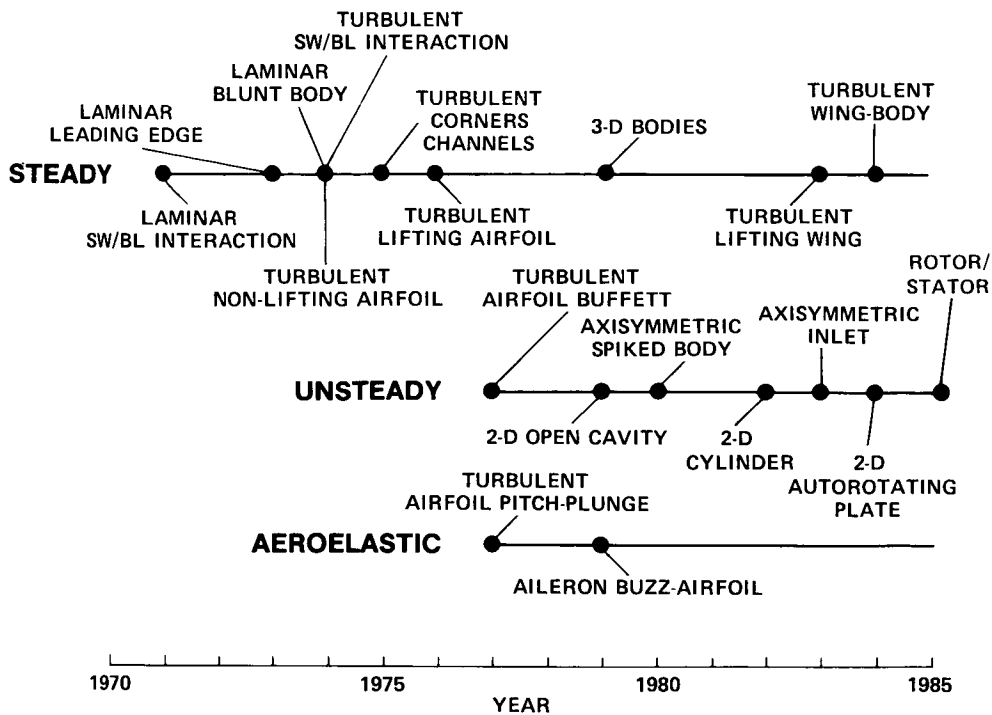 TURBULENT
SW/BL INTERACTION
LAMINAR
BLUNT BODY
LAMINAR
LEADING EDGE
TURBULENT
CORNERS
CHANNELS
3-D BODIES
TURBULENT
WING-BODY
STEADY
LAMINAR
SW/BL INTERACTION
TURBULENT
NON-LIFTING AIRFOIL
TURBULENT
LIFTING AIRFOIL
TURBULENT
LIFTING WING
TURBULENT
AIRFOIL BUFFETT
AXISYMMETRIC
SPIKED BODY
AXISYMMETRIC
INLET
ROTOR/
STATOR
UNSTEADY
2-D OPEN CAVITY
2-D
CYLINDER
2-D
AUTOROTATING
PLATE
TURBULENT
AIRFOIL PITCH-PLUNGE
AEROELASTIC
AILERON BUZZ-AIRFOIL
1970 1975 1980 1985
YEAR